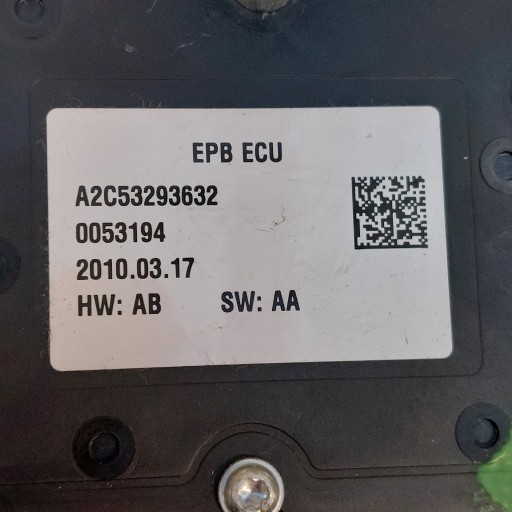 EPB ECU
A2C53293632
0053194
2010.03.17
HW: AB SW: AA